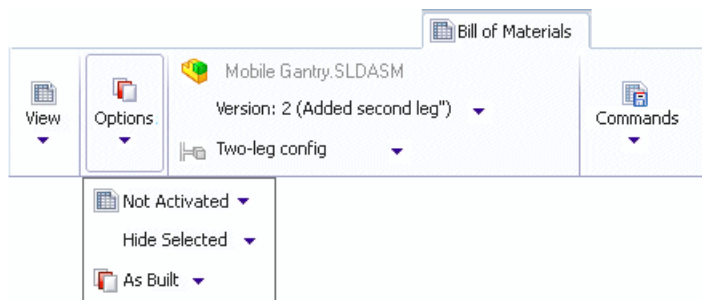 Bill of Materials
Mobile Gantry.SLDASM
View
Options
Version: 2 (Added second leg")
Commands
Two-leg config
Not Activated
Hide Selected
As Built